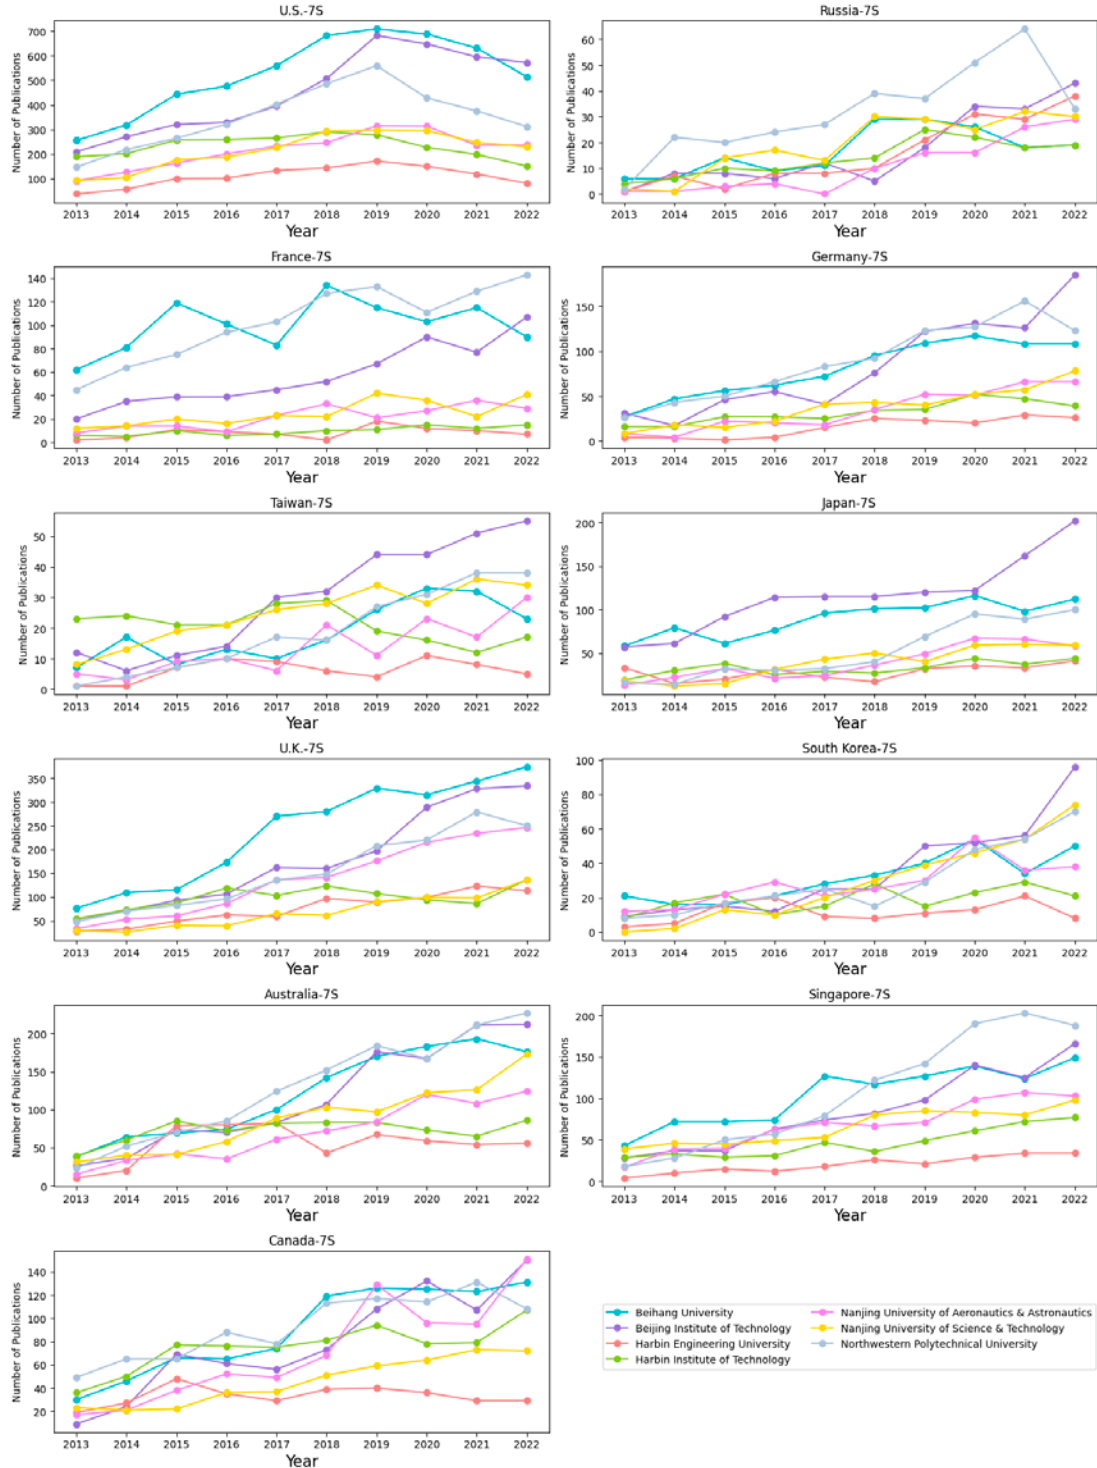 U.S.-7S
Number of Publications
700
600
500
400
300
200
100
2013 2014 2015 2016 2017 2018 2019 2020 2021 2022
Year
Russia-7S
Number of Publications
60
50
40
30
20
10
0
2013 2014 2015 2016 2017 2018 2019 2020 2021 2022
Year
France-7S
Number of Publications
140
120
100
80
60
40
20
0
2013 2014 2015 2016 2017 2018 2019 2020 2021 2022
Year
Germany-7S
Number of Publications
150
100
50
0
2013 2014 2015 2016 2017 2018 2019 2020 2021 2022
Year
Taiwan-7S
Number of Publications
50
40
30
20
10
0
2013 2014 2015 2016 2017 2018 2019 2020 2021 2022
Year
Japan-7S
Number of Publications
200
150
100
50
0
2013 2014 2015 2016 2017 2018 2019 2020 2021 2022
Year
U.K.-7S
Number of Publications
350
300
250
200
150
100
50
2013 2014 2015 2016 2017 2018 2019 2020 2021 2022
Year
South Korea-7S
Number of Publications
100
80
60
40
20
0
2013 2014 2015 2016 2017 2018 2019 2020 2021 2022
Year
Australia-7S
Number of Publications
200
150
100
50
0
2013 2014 2015 2016 2017 2018 2019 2020 2021 2022
Year
Singapore-7S
Number of Publications
200
150
100
50
0
2013 2014 2015 2016 2017 2018 2019 2020 2021 2022
Year
Canada-7S
Number of Publications
140
120
100
80
60
40
20
2013 2014 2015 2016 2017 2018 2019 2020 2021 2022
Year
Beihang University
Beijing Institute of Technology
Harbin Engineering University
Harbin Institute of Technology
Nanjing University of Aeronautics & Astronautics
Nanjing University of Science & Technology
Northwestern Polytechnical University